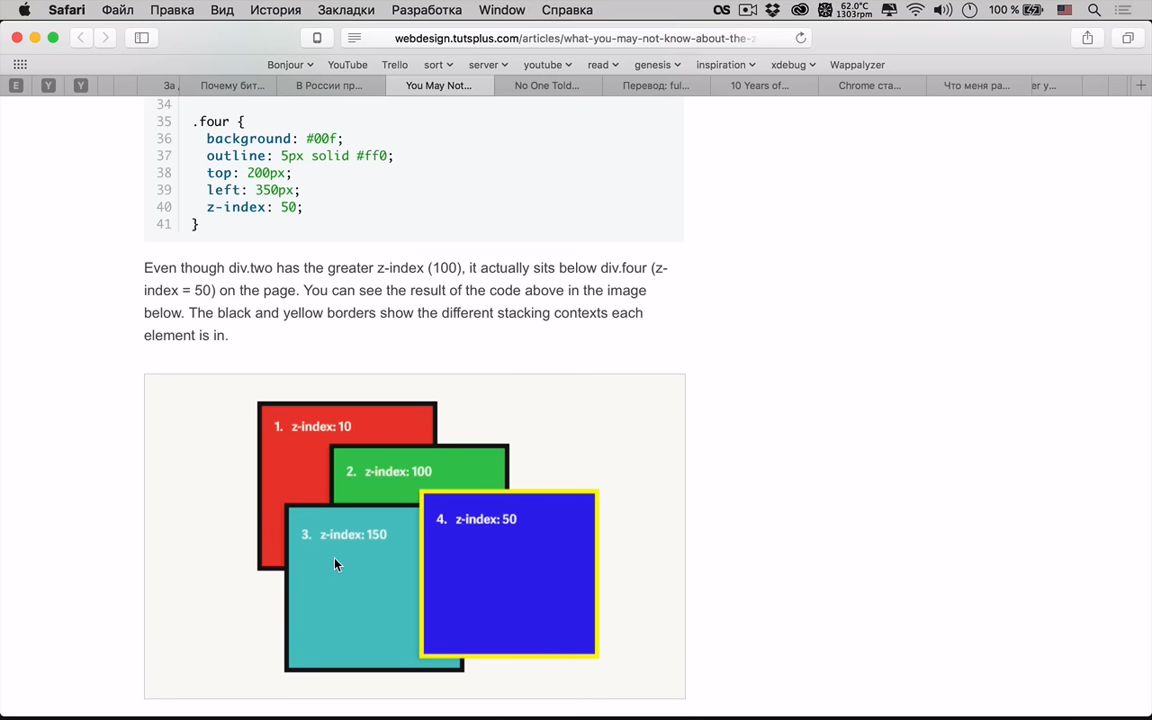 Safari Файл Правка Вид История Закладки Разработка Window Справка 62.0°C 1303rpm 100 %
webdesign.tutsplus.com/articles/what-you-may-not-know-about-the-z-
Bonjour YouTube Trello sort server youtube read genesis inspiration xdebug Wappalyzer
E Y Y За Почему бит... В России пр... You May Not... No One Told... Перевод: ful... 10 Years of... Chrome ста... Что меня ра... er y...
34
35 .four {
36 background: #00f;
37 outline: 5px solid #ff0;
38 top: 200px;
39 left: 350px;
40 z-index: 50;
41 }
Even though div.two has the greater z-index (100), it actually sits below div.four (z-
index = 50) on the page. You can see the result of the code above in the image
below. The black and yellow borders show the different stacking contexts each
element is in.
1. z-index: 10
2. z-index: 100
4. z-index: 50
3. z-index: 150